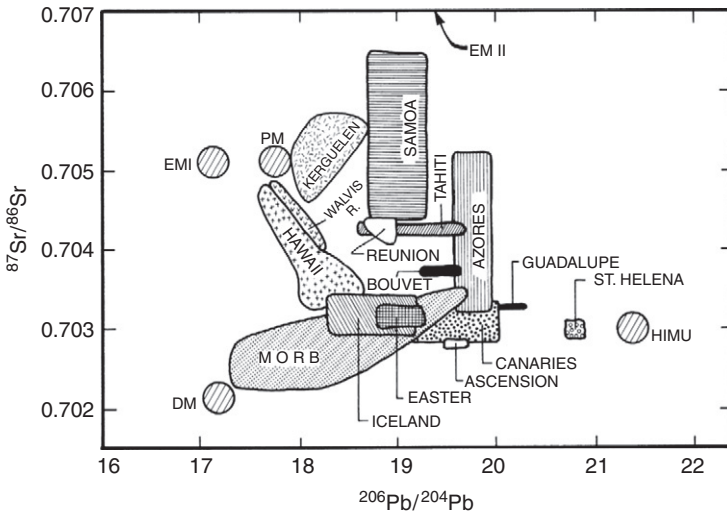 0.707
0.706
0.705
0.704
0.703
0.702
⁸⁷Sr/⁸⁶Sr
EM II
SAMOA
PM
KERGUELEN
EMI
WALVIS R.
TAHITI
HAWAII
REUNION
AZORES
BOUVET
GUADALUPE
ST. HELENA
MORB
HIMU
CANARIES
ASCENSION
EASTER
ICELAND
DM
16 17 18 19 20 21 22
²⁰⁶Pb/²⁰⁴Pb